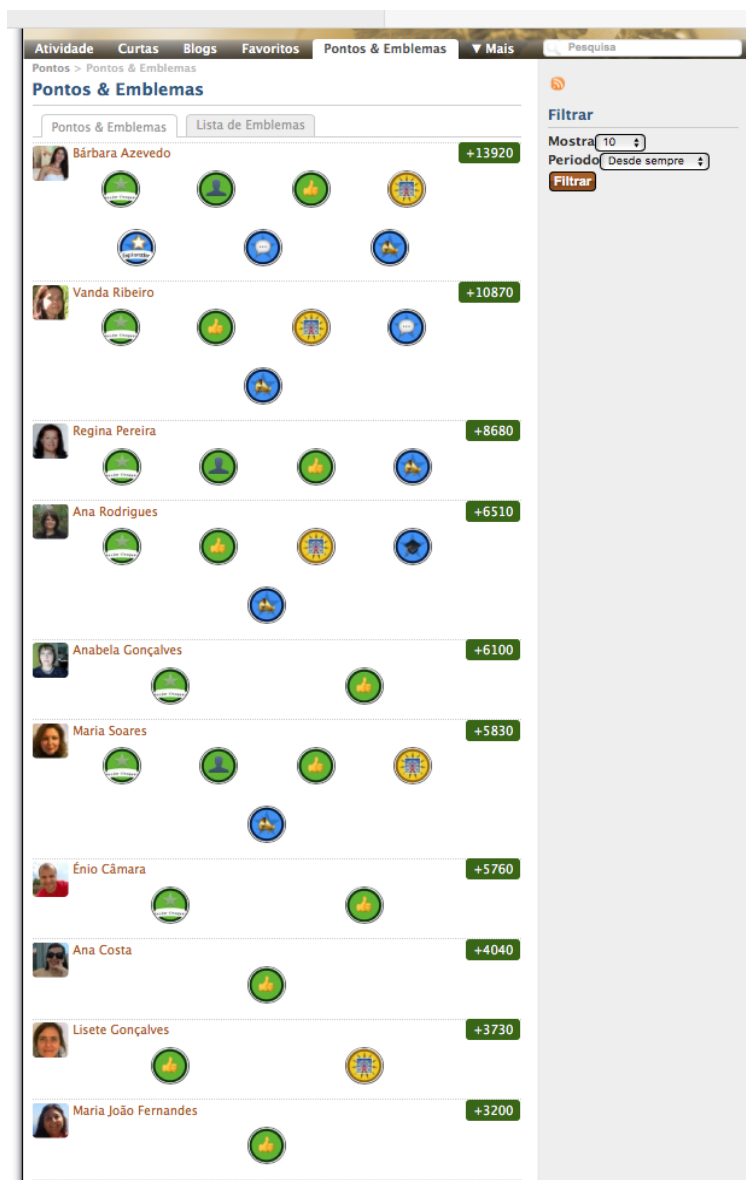 Atividade Curtas Blogs Favoritos Pontos & Emblemas ▼ Mais Pesquisa
Pontos > Pontos & Emblemas
Pontos & Emblemas
Pontos & Emblemas Lista de Emblemas
Bárbara Azevedo +13920
Vanda Ribeiro +10870
Regina Pereira +8680
Ana Rodrigues +6510
Anabela Gonçalves +6100
Maria Soares +5830
Énio Câmara +5760
Ana Costa +4040
Lisete Gonçalves +3730
Maria João Fernandes +3200
Filtrar
Mostra 10
Periodo Desde sempre
Filtrar